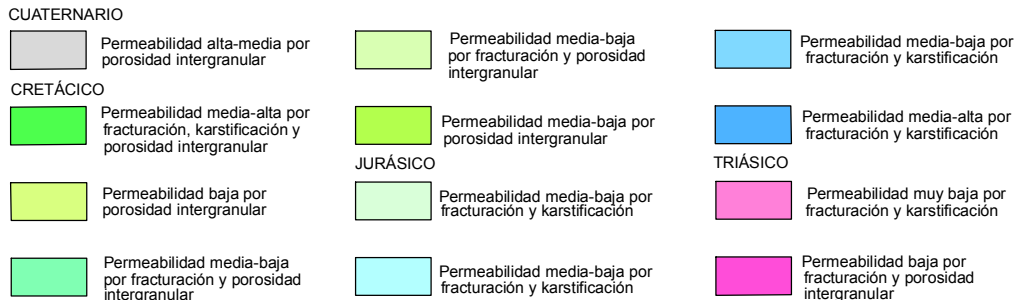 CUATERNARIO
Permeabilidad alta-media por
porosidad intergranular
CRETÁCICO
Permeabilidad media-alta por
fracturación, karstificación y
porosidad intergranular
Permeabilidad baja por
porosidad intergranular
Permeabilidad media-baja
por fracturación y porosidad
intergranular
Permeabilidad media-baja
por fracturación y porosidad
intergranular
Permeabilidad media-baja por
porosidad intergranular
JURÁSICO
Permeabilidad media-baja por
fracturación y karstificación
Permeabilidad media-baja por
fracturación y karstificación
Permeabilidad media-baja por
fracturación y karstificación
Permeabilidad media-alta por
fracturación y karstificación
TRIÁSICO
Permeabilidad muy baja por
fracturación y karstificación
Permeabilidad baja por
fracturación y porosidad
intergranular